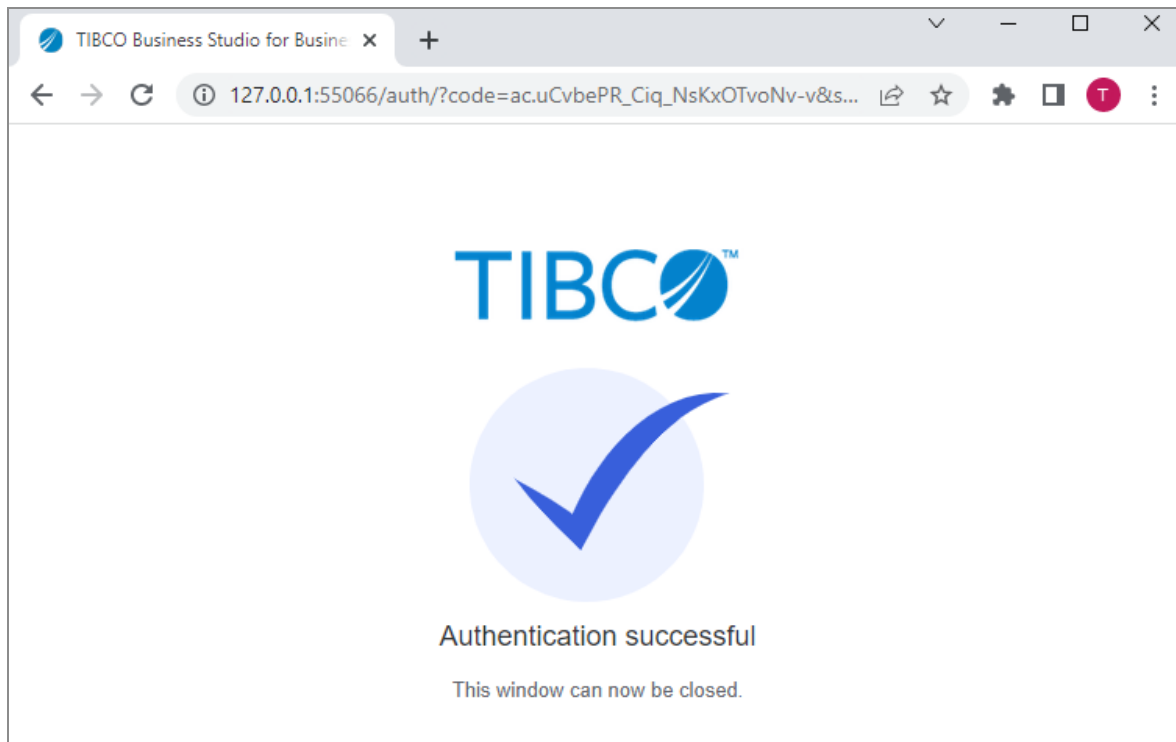 TIBCO Business Studio for Busine
127.0.0.1:55066/auth/?code=ac.uCvbePR_Ciq_NsKxOTvoNv-v&s...
T
TIBCO™
Authentication successful
This window can now be closed.